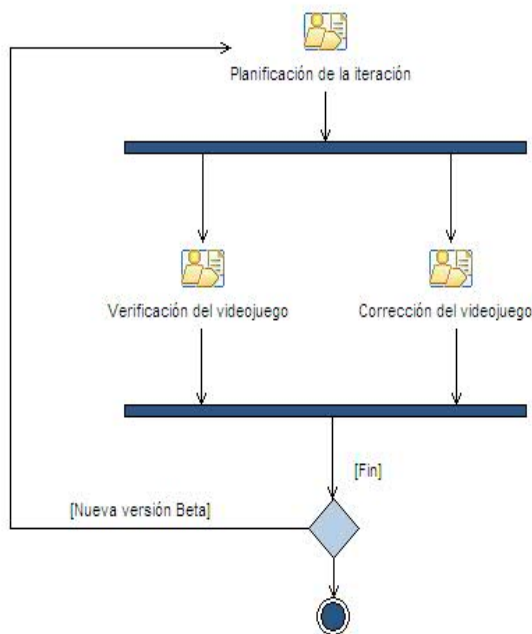 Planificación de la iteración
Verificación del videojuego
Corrección del videojuego
[Fin]
[Nueva versión Beta]